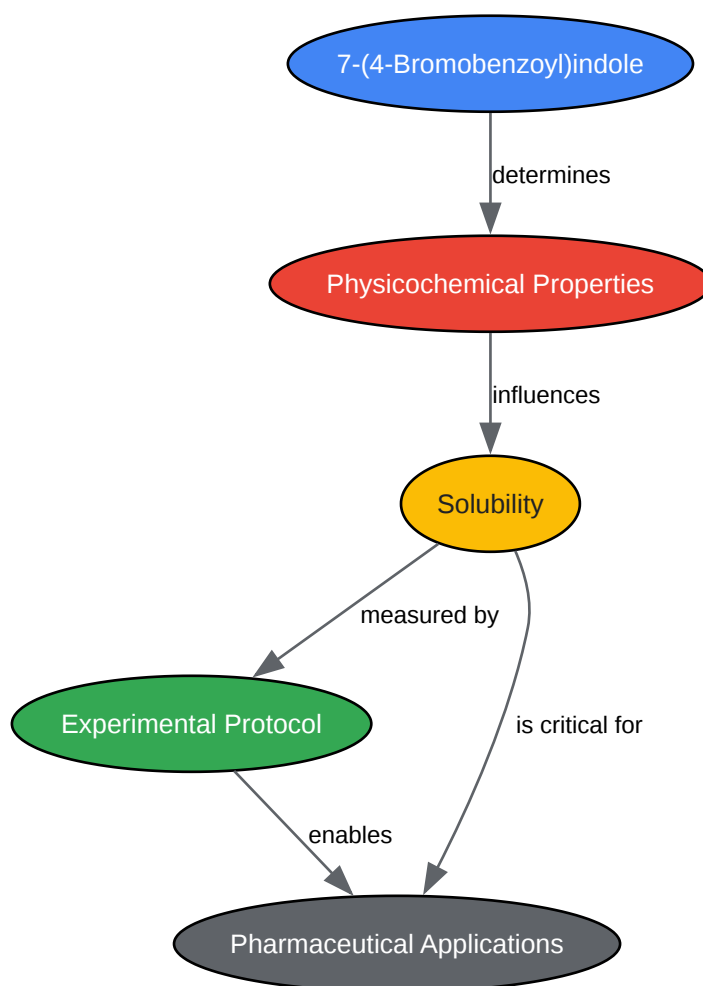 7-(4-Bromobenzoyl)indole
determines
Physicochemical Properties
influences
Solubility
measured by
Experimental Protocol
is critical for
enables
Pharmaceutical Applications